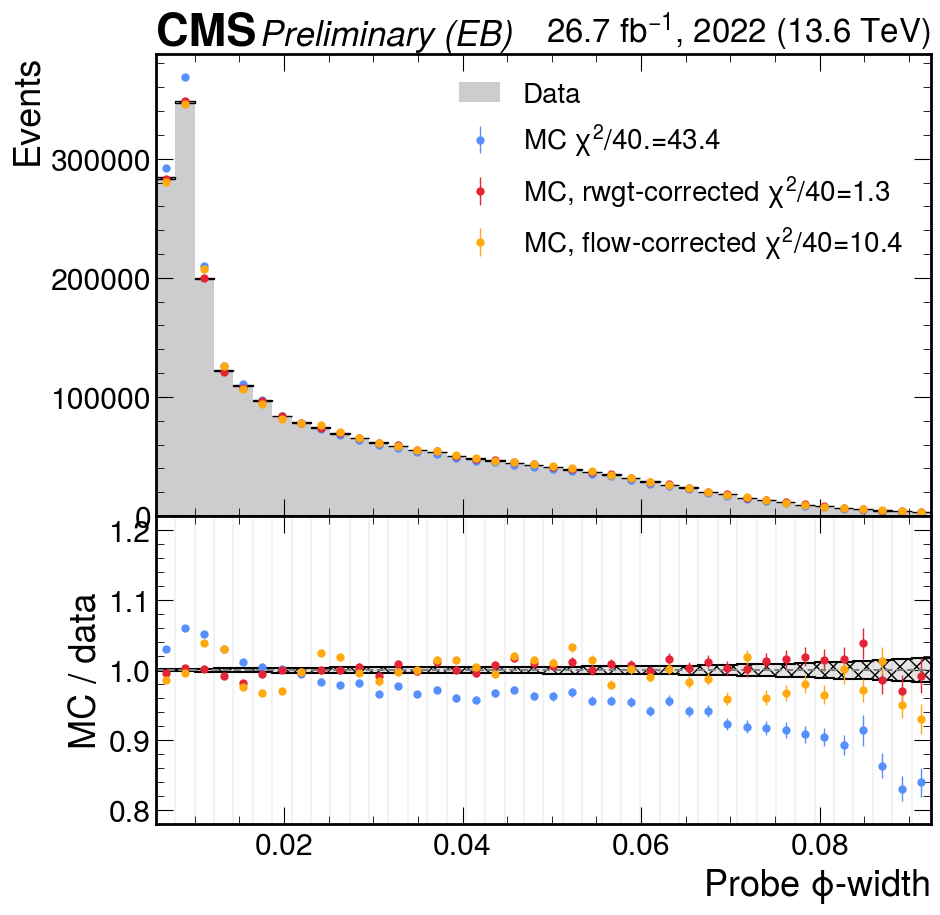 CMS Preliminary (EB) 26.7 fb⁻¹, 2022 (13.6 TeV)
Events
Data
MC χ²/40.=43.4
MC, rwgt-corrected χ²/40=1.3
MC, flow-corrected χ²/40=10.4
300000
200000
100000
0
MC / data
1.2
1.1
1.0
0.9
0.8
0.02 0.04 0.06 0.08
Probe ϕ-width